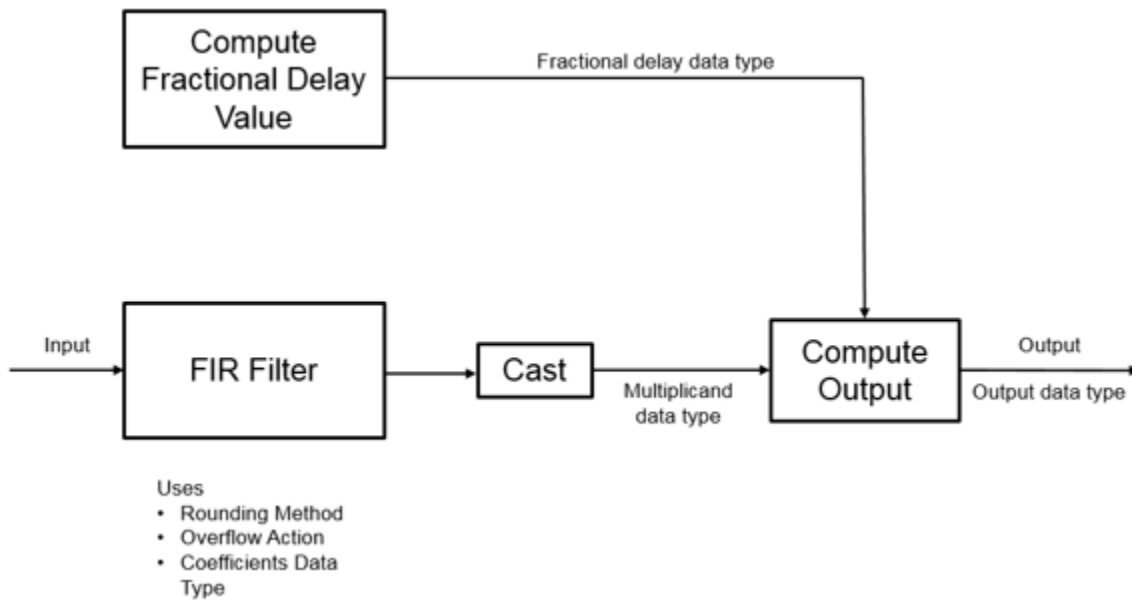 Compute
Fractional Delay
Value
Fractional delay data type
Input
FIR Filter
Cast
Multiplicand
data type
Compute
Output
Output
Output data type
Uses
• Rounding Method
• Overflow Action
• Coefficients Data
Type